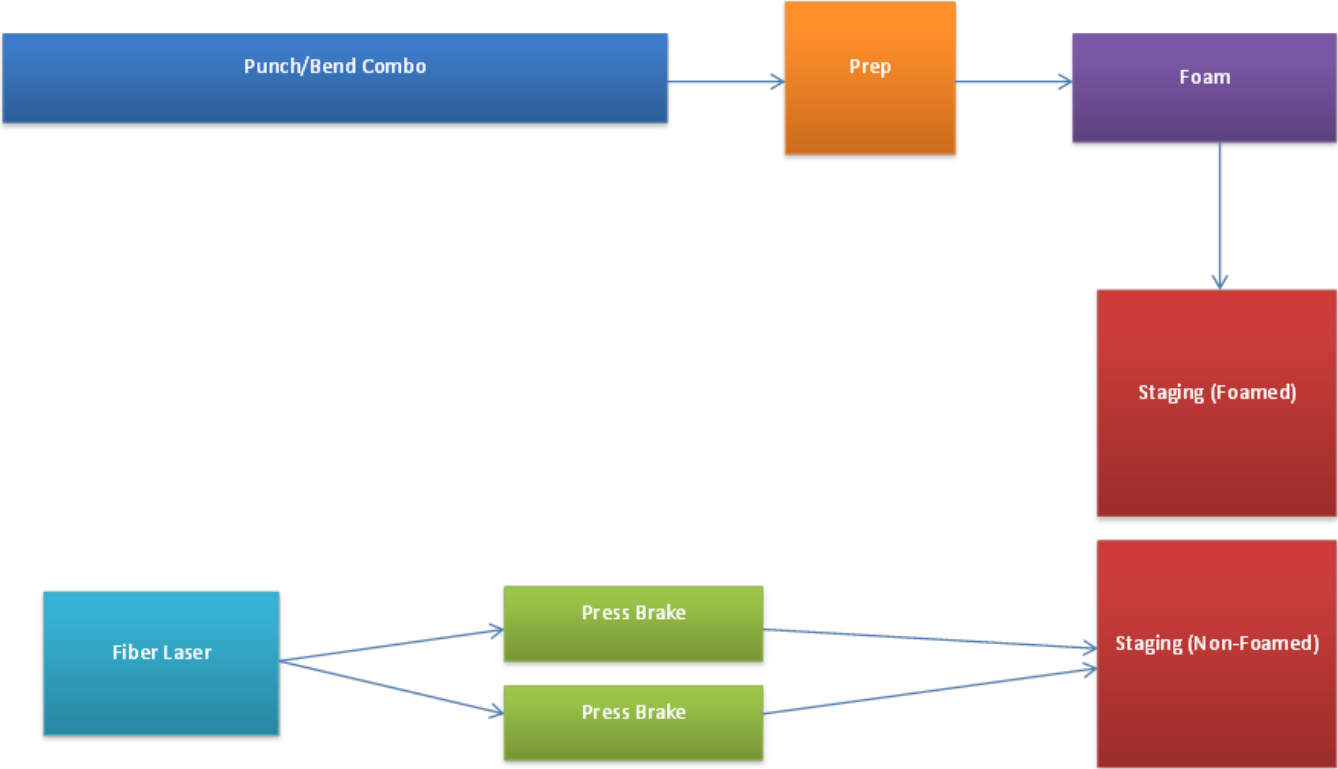 Punch/Bend Combo
Prep
Foam
Staging (Foamed)
Fiber Laser
Press Brake
Press Brake
Staging (Non-Foamed)